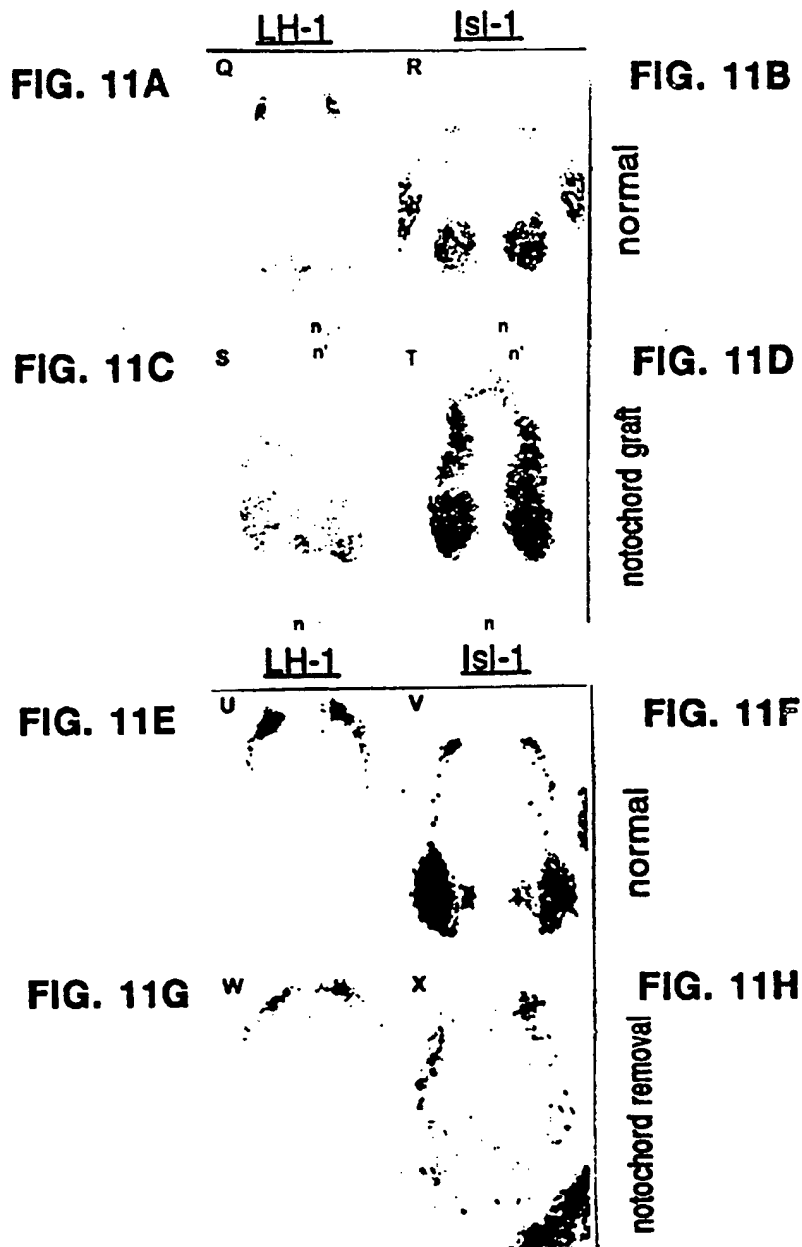 LH-1 Isl-1
FIG. 11A Q R FIG. 11B
normal
n n
FIG. 11C S n' T n' FIG. 11D
notochord graft
n n
LH-1 Isl-1
FIG. 11E U V FIG. 11F
normal
FIG. 11G W X FIG. 11H
notochord removal